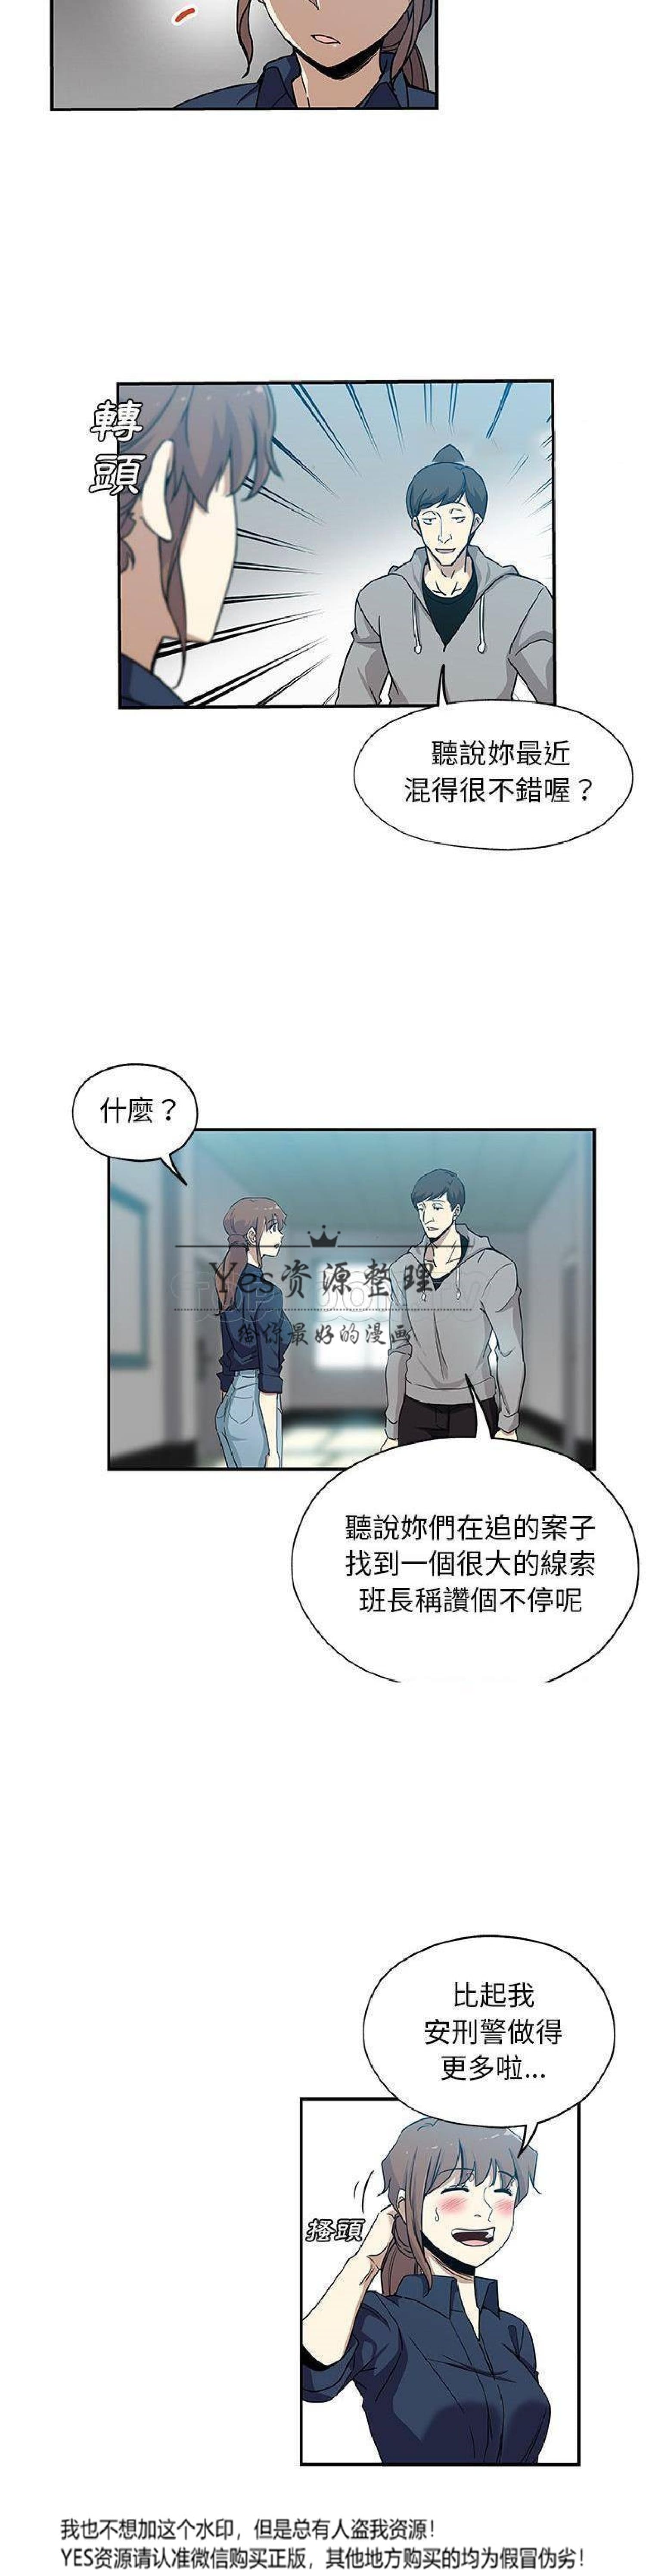 轉
頭
聽說妳最近
混得很不錯喔？
什麼？
Yes资源整理
給你最好的漫画
聽說妳們在追的案子
找到一個很大的線索
班長稱讚個不停呢
比起我
安刑警做得
更多啦...
搔頭
我也不想加这个水印，但是总有人盗我资源！
YES资源请认准微信购买正版，其他地方购买的均为假冒伪劣！